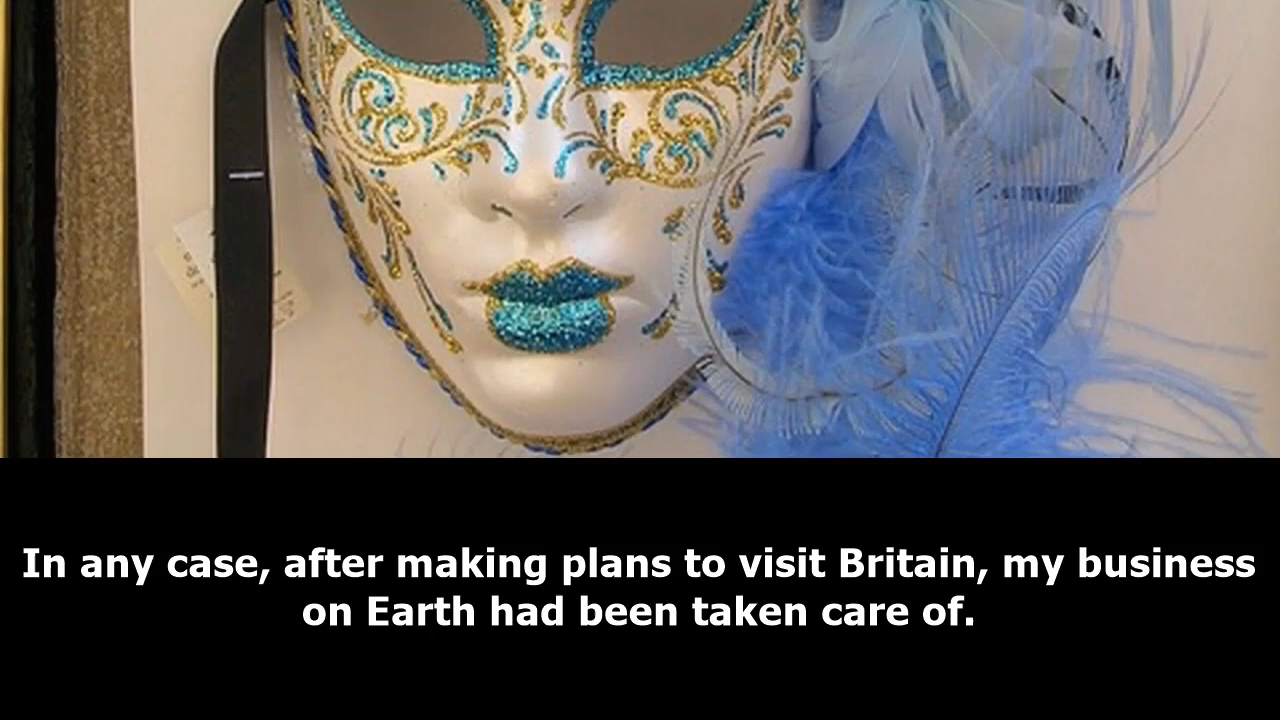 In any case, after making plans to visit Britain, my business
on Earth had been taken care of.